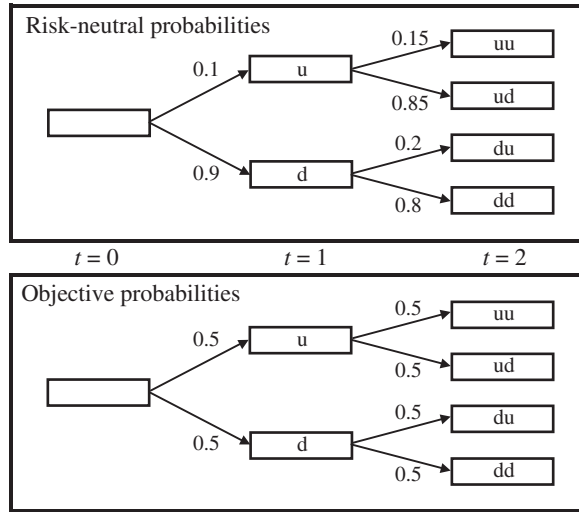 Risk-neutral probabilities
0.15
uu
0.1
u
0.85
ud
0.2
du
0.9
d
0.8
dd
t = 0
t = 1
t = 2
Objective probabilities
0.5
uu
0.5
u
0.5
ud
0.5
du
0.5
d
0.5
dd